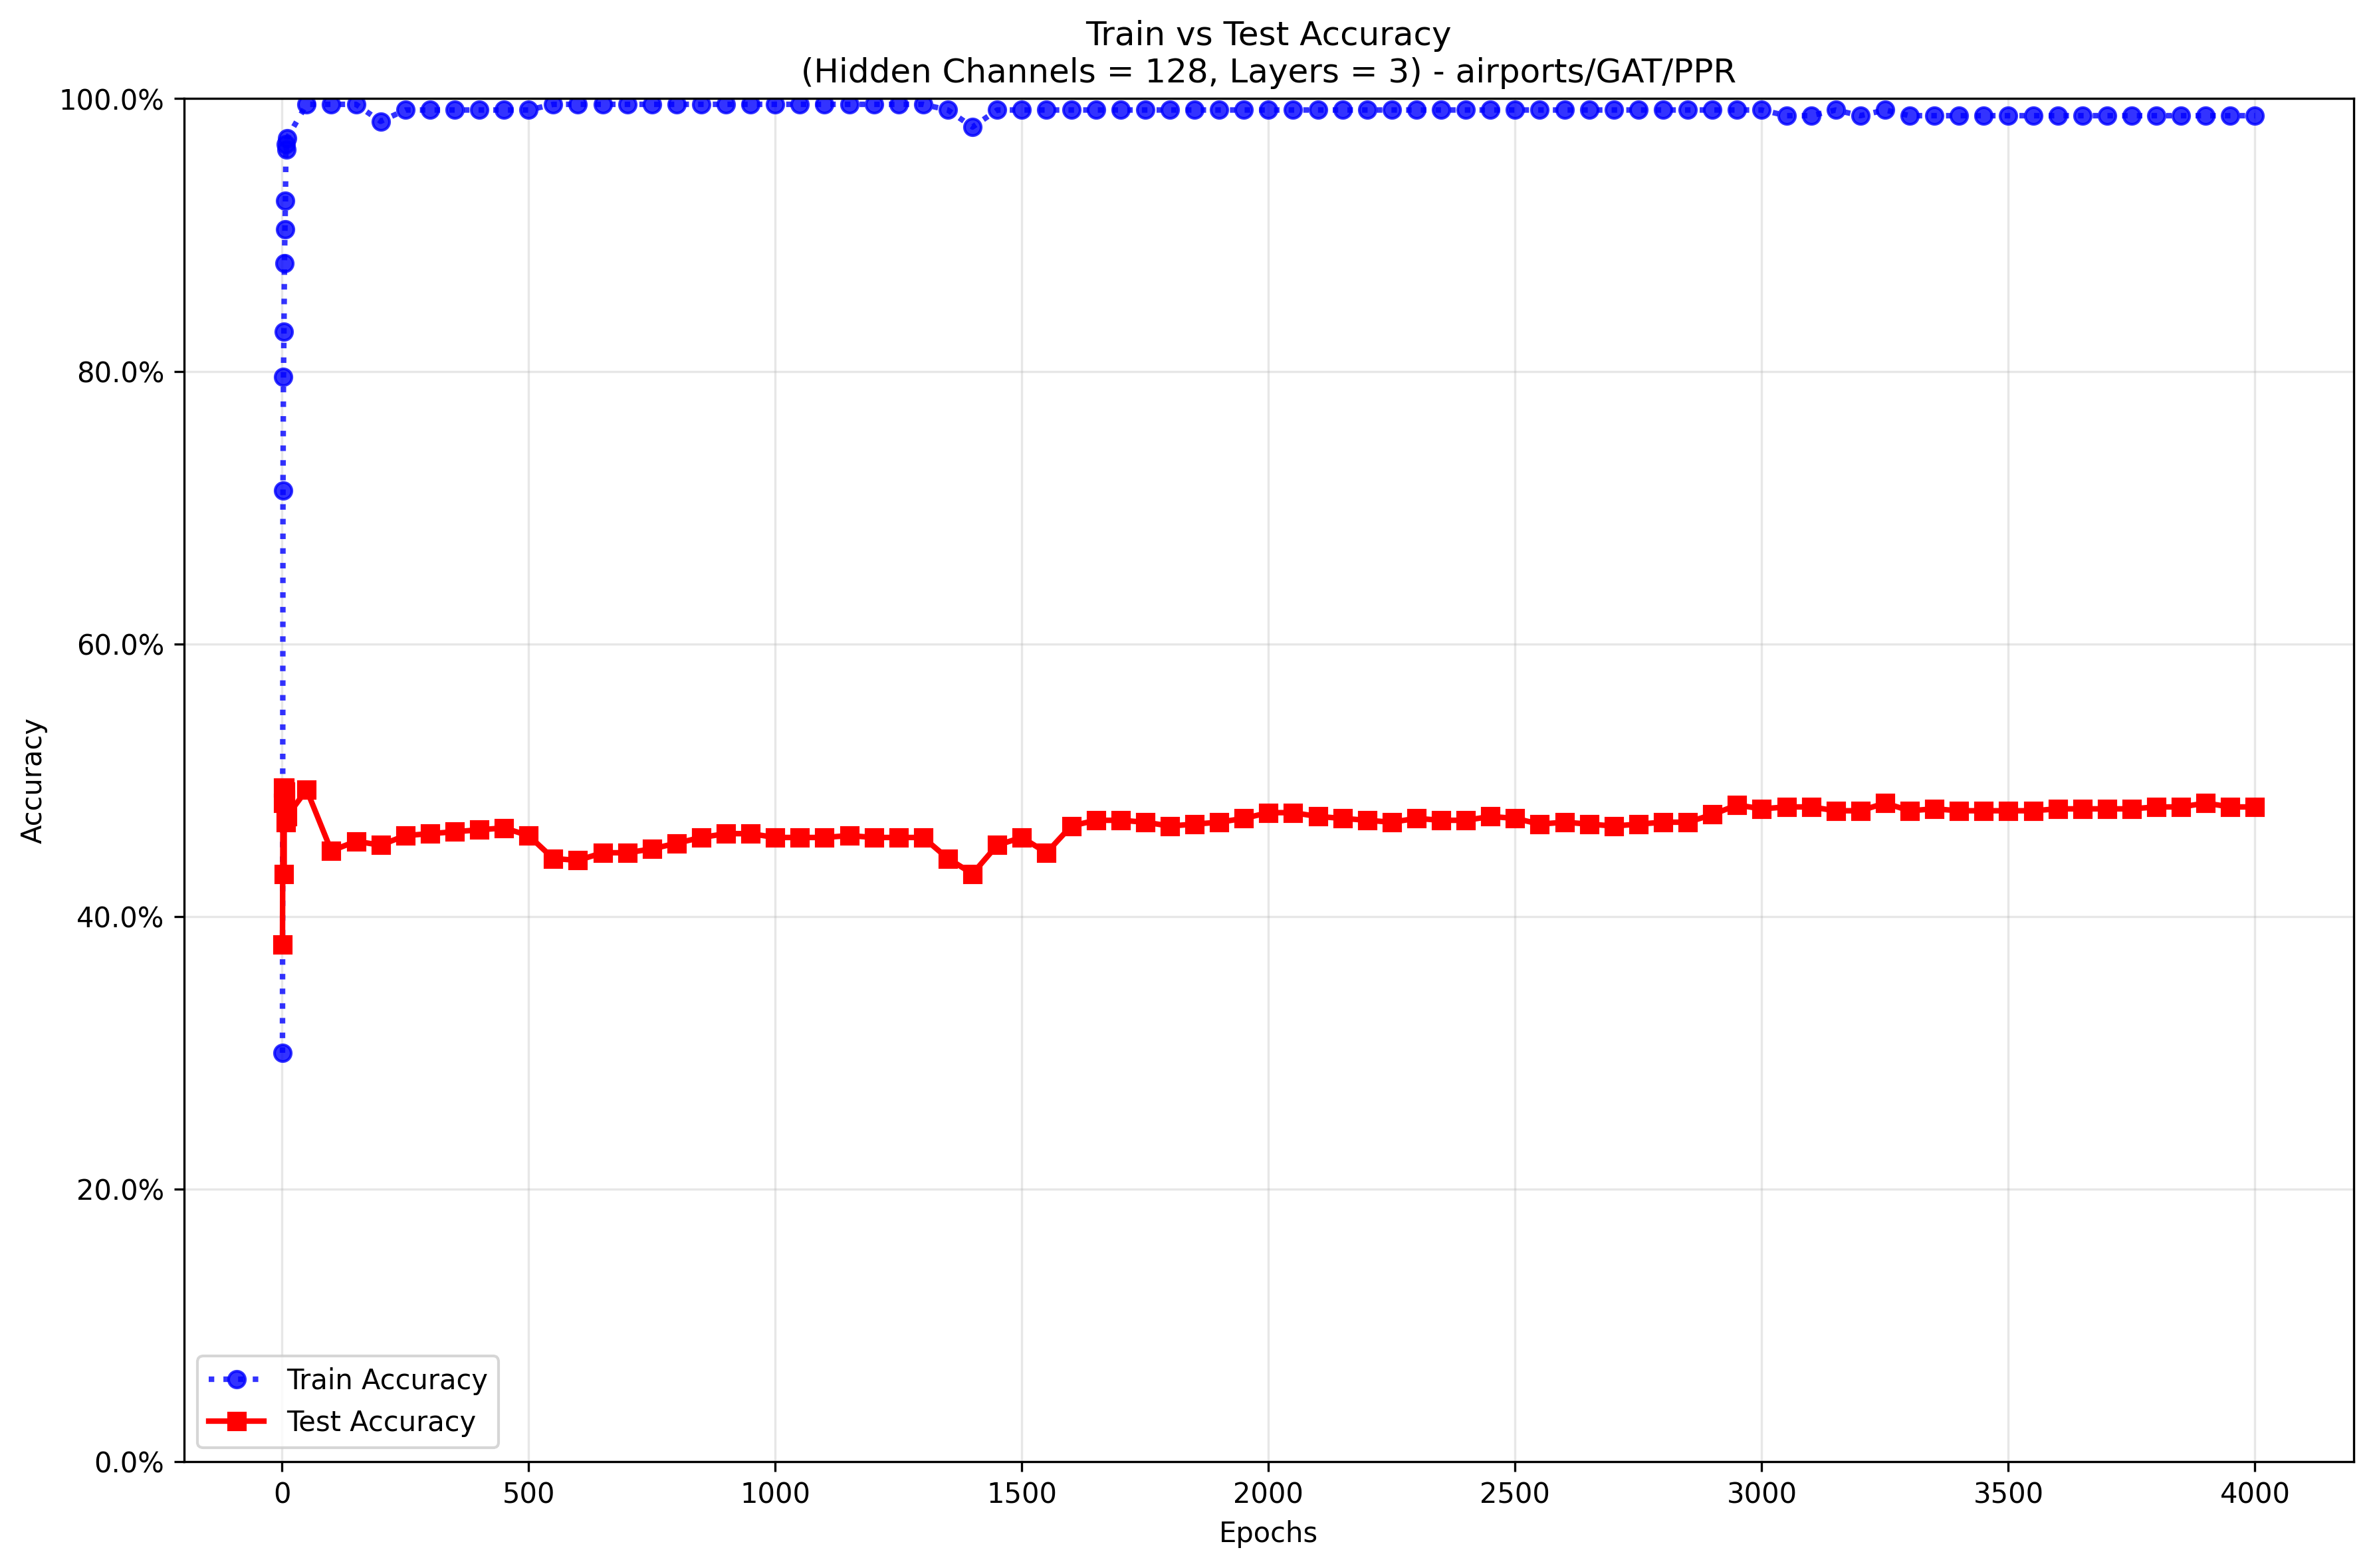 Train vs Test Accuracy
(Hidden Channels = 128, Layers = 3) - airports/GAT/PPR
100.0%
80.0%
60.0%
40.0%
20.0%
0.0%
Accuracy
Train Accuracy
Test Accuracy
0 500 1000 1500 2000 2500 3000 3500 4000
Epochs